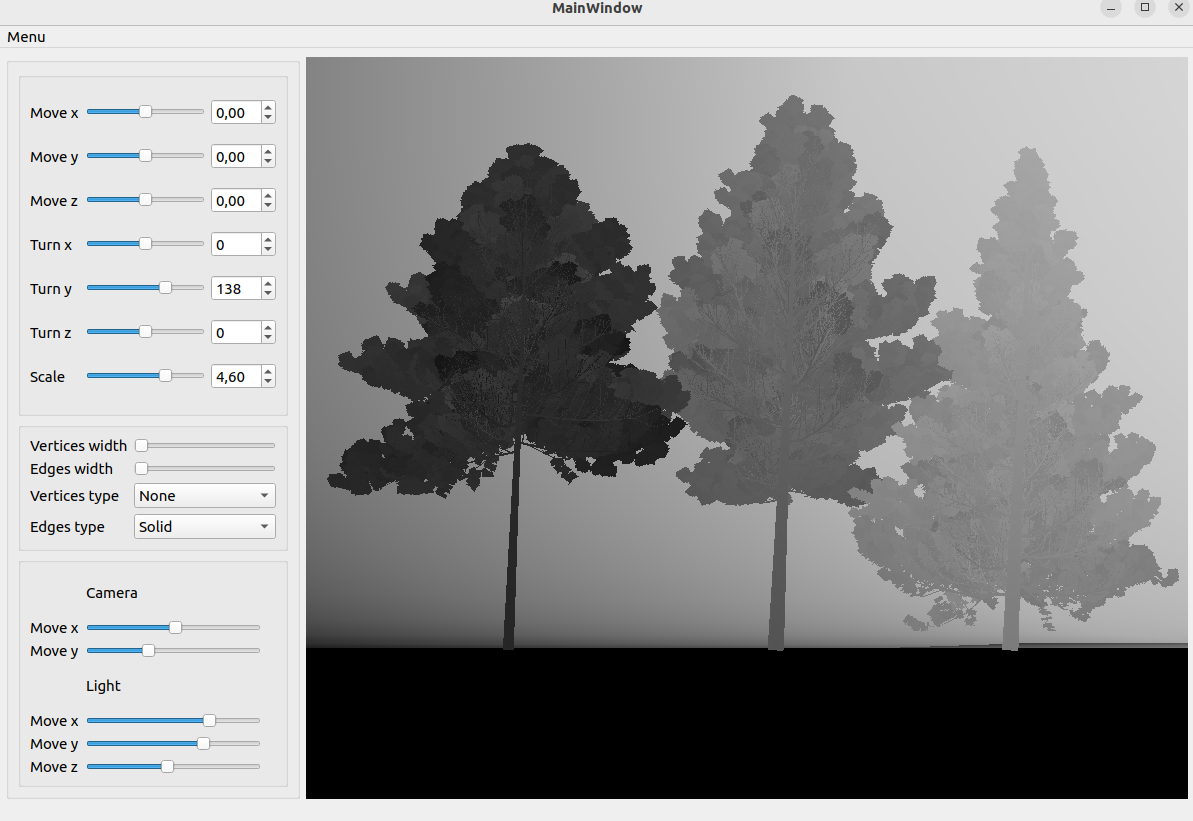 MainWindow
Menu
Move x 0,00
Move y 0,00
Move z 0,00
Turn x 0
Turn y 138
Turn z 0
Scale 4,60
Vertices width
Edges width
Vertices type None
Edges type Solid
Camera
Move x
Move y
Light
Move x
Move y
Move z